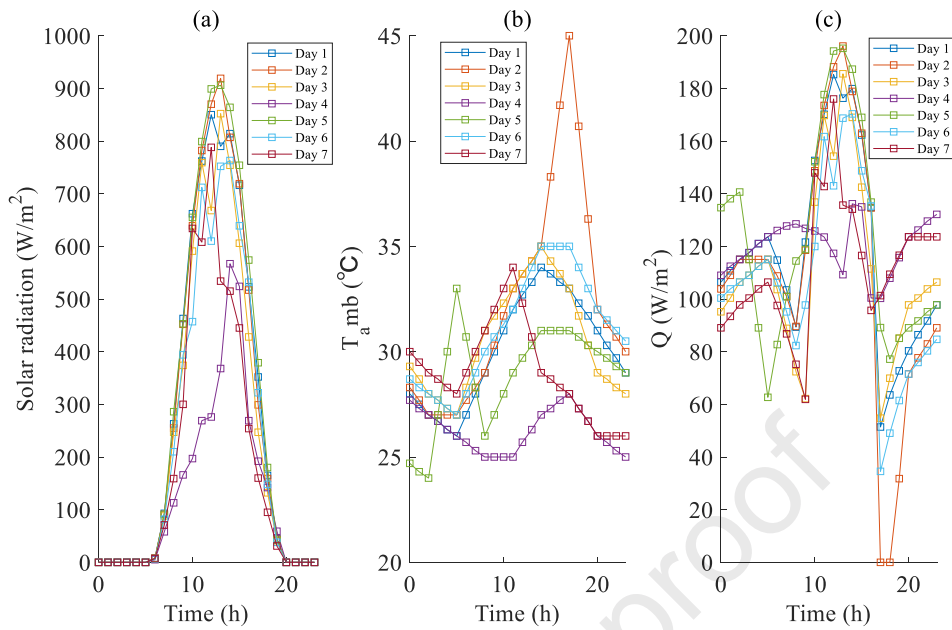 (a)
Solar radiation (W/m²)
1000
900
800
700
600
500
400
300
200
100
0
0
10
20
Time (h)
Day 1
Day 2
Day 3
Day 4
Day 5
Day 6
Day 7
(b)
T_a mb (℃)
45
40
35
30
25
20
0
10
20
Time (h)
Day 1
Day 2
Day 3
Day 4
Day 5
Day 6
Day 7
(c)
Q (W/m²)
200
180
160
140
120
100
80
60
40
20
0
0
10
20
Time (h)
Day 1
Day 2
Day 3
Day 4
Day 5
Day 6
Day 7
proof